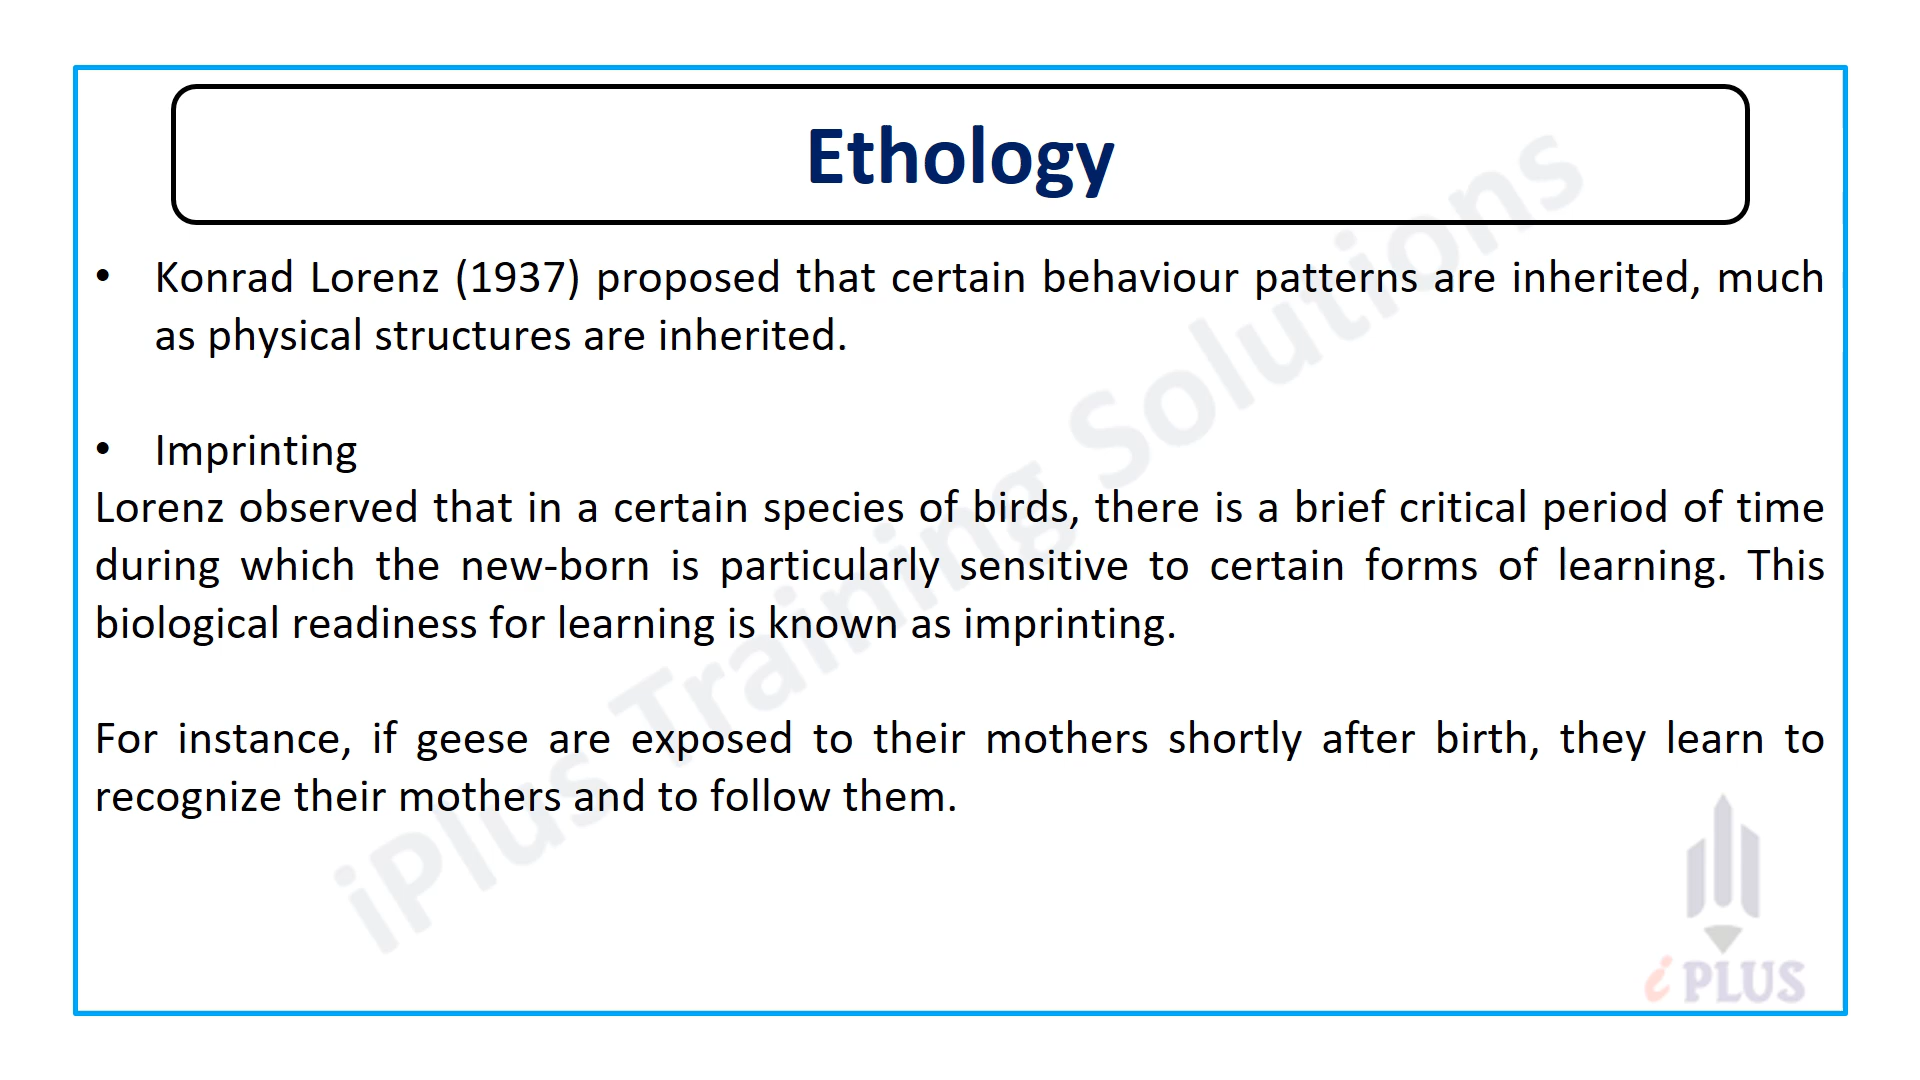 Ethology
• Konrad Lorenz (1937) proposed that certain behaviour patterns are inherited, much
as physical structures are inherited.
• Imprinting
Lorenz observed that in a certain species of birds, there is a brief critical period of time
during which the new-born is particularly sensitive to certain forms of learning. This
biological readiness for learning is known as imprinting.
For instance, if geese are exposed to their mothers shortly after birth, they learn to
recognize their mothers and to follow them.
iPlus Training Solutions
i PLUS